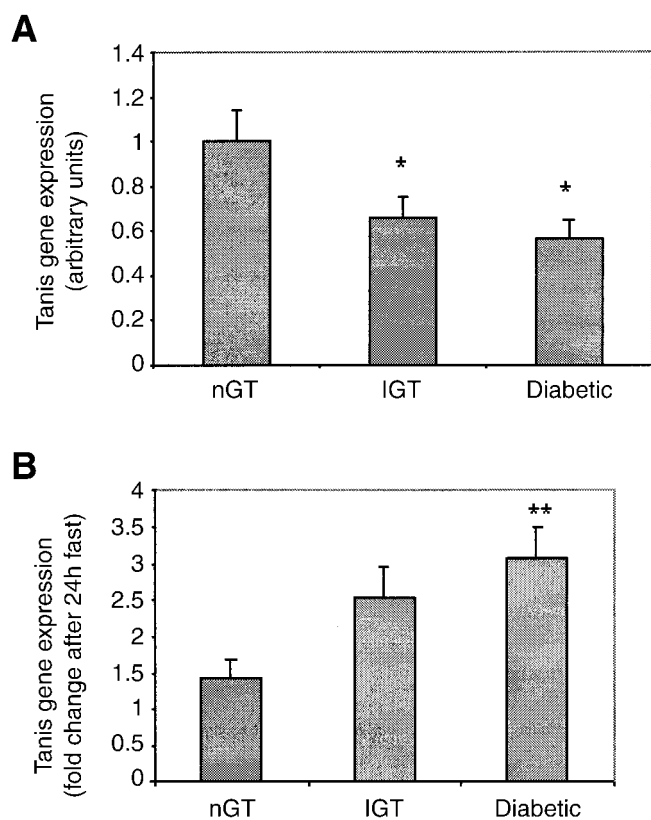 A
Tanis gene expression
(arbitrary units)
1.4
1.2
1
0.8
0.6
0.4
0.2
0
*
*
nGT
IGT
Diabetic
B
Tanis gene expression
(fold change after 24h fast)
4
3.5
3
2.5
2
1.5
1
0.5
0
**
nGT
IGT
Diabetic